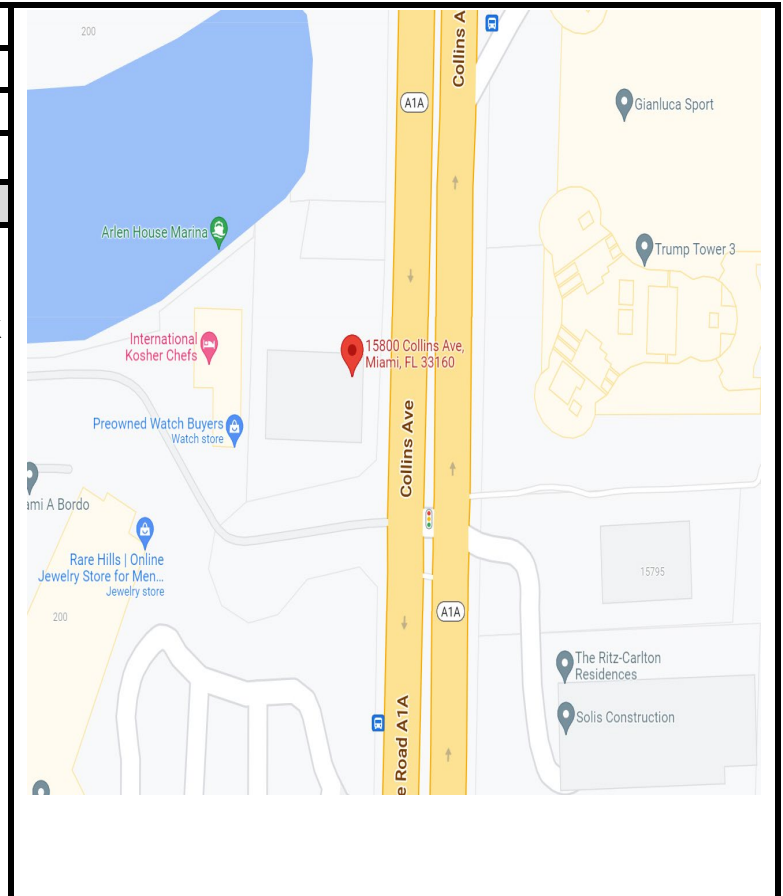 200
Collins A
A1A
Gianluca Sport
Arlen House Marina
Trump Tower 3
International
Kosher Chefs
15800 Collins Ave,
Miami, FL 33160
Collins Ave
Preowned Watch Buyers
Watch store
ami A Bordo
Rare Hills | Online
Jewelry Store for Men...
Jewelry store
15795
200
A1A
The Ritz-Carlton
Residences
Solis Construction
e Road A1A